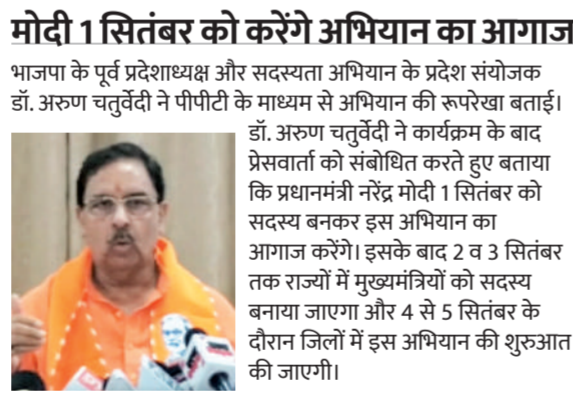 मोदी 1 सितंबर को करेंगे अभियान का आगाज
भाजपा के पूर्व प्रदेशाध्यक्ष और सदस्यता अभियान के प्रदेश संयोजक
डॉ. अरुण चतुर्वेदी ने पीपीटी के माध्यम से अभियान की रूपरेखा बताई।
डॉ. अरुण चतुर्वेदी ने कार्यक्रम के बाद
प्रेसवार्ता को संबोधित करते हुए बताया
कि प्रधानमंत्री नरेंद्र मोदी 1 सितंबर को
सदस्य बनकर इस अभियान का
आगाज करेंगे। इसके बाद 2 व 3 सितंबर
तक राज्यों में मुख्यमंत्रियों को सदस्य
बनाया जाएगा और 4 से 5 सितंबर के
दौरान जिलों में इस अभियान की शुरुआत
की जाएगी।